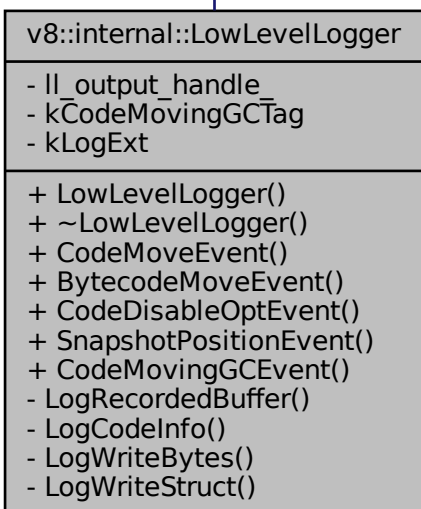 v8::internal::LowLevelLogger
- ll_output_handle_
- kCodeMovingGCTag
- kLogExt
+ LowLevelLogger()
+ ~LowLevelLogger()
+ CodeMoveEvent()
+ BytecodeMoveEvent()
+ CodeDisableOptEvent()
+ SnapshotPositionEvent()
+ CodeMovingGCEvent()
- LogRecordedBuffer()
- LogCodeInfo()
- LogWriteBytes()
- LogWriteStruct()